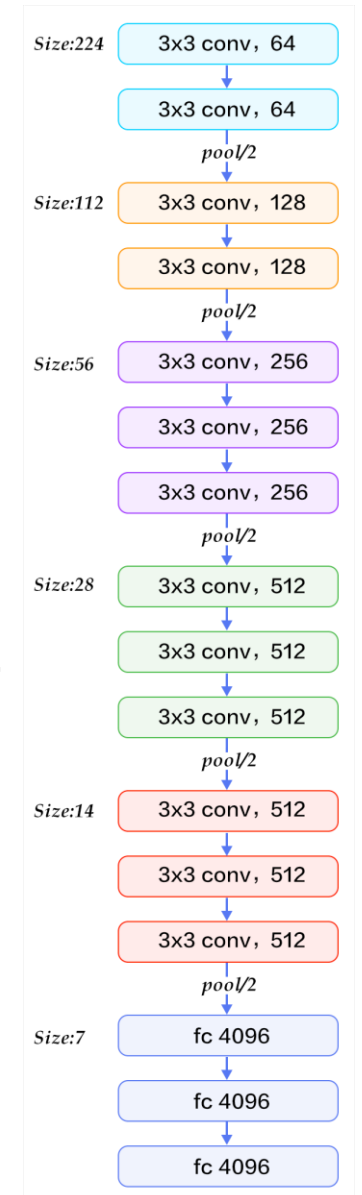 Size:224 3x3 conv，64
3x3 conv，64
pool/2
Size:112 3x3 conv，128
3x3 conv，128
pool/2
Size:56 3x3 conv，256
3x3 conv，256
3x3 conv，256
pool/2
Size:28 3x3 conv，512
3x3 conv，512
3x3 conv，512
pool/2
Size:14 3x3 conv，512
3x3 conv，512
3x3 conv，512
pool/2
Size:7 fc 4096
fc 4096
fc 4096